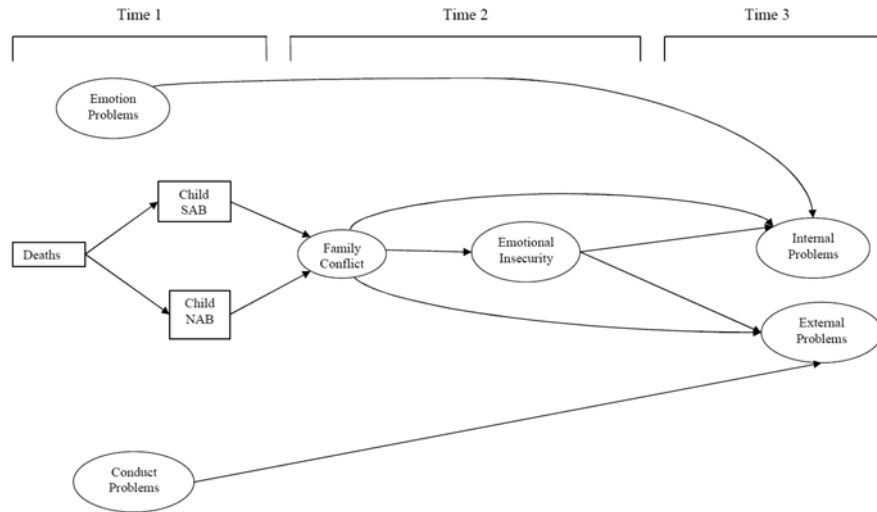 Time 1
Time 2
Time 3
Emotion
Problems
Child
SAB
Deaths
Family
Conflict
Emotional
Insecurity
Internal
Problems
Child
NAB
External
Problems
Conduct
Problems